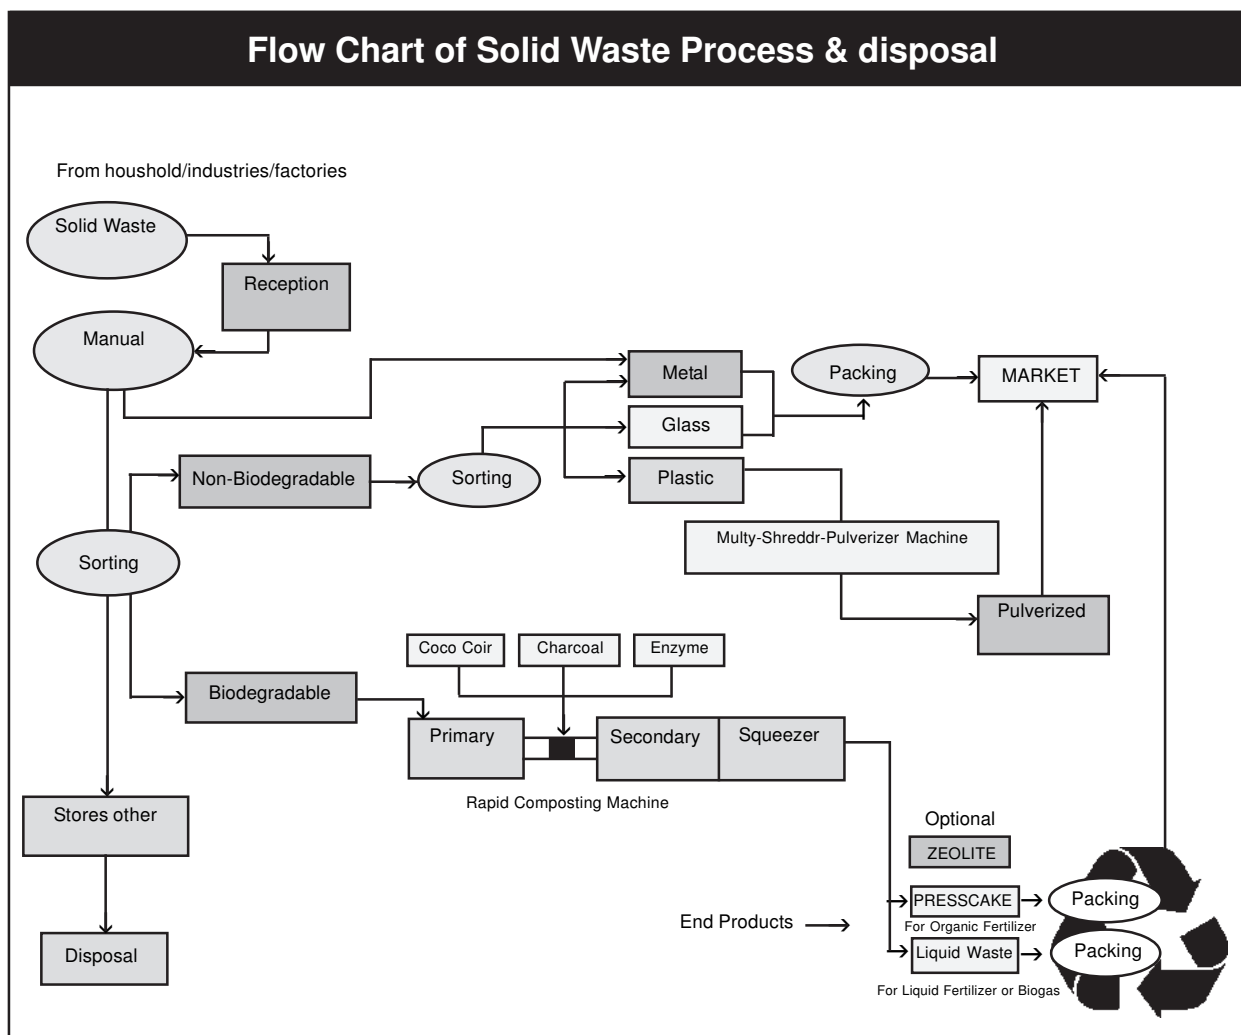 Flow Chart of Solid Waste Process & disposal
From houshold/industries/factories
Solid Waste
Reception
Manual
Metal
Packing
MARKET
Glass
Non-Biodegradable
Sorting
Plastic
Multy-Shreddr-Pulverizer Machine
Sorting
Pulverized
Coco Coir
Charcoal
Enzyme
Biodegradable
Primary
Secondary
Squeezer
Rapid Composting Machine
Stores other
Optional
ZEOLITE
PRESSCAKE
Packing
End Products
For Organic Fertilizer
Liquid Waste
Packing
Disposal
For Liquid Fertilizer or Biogas